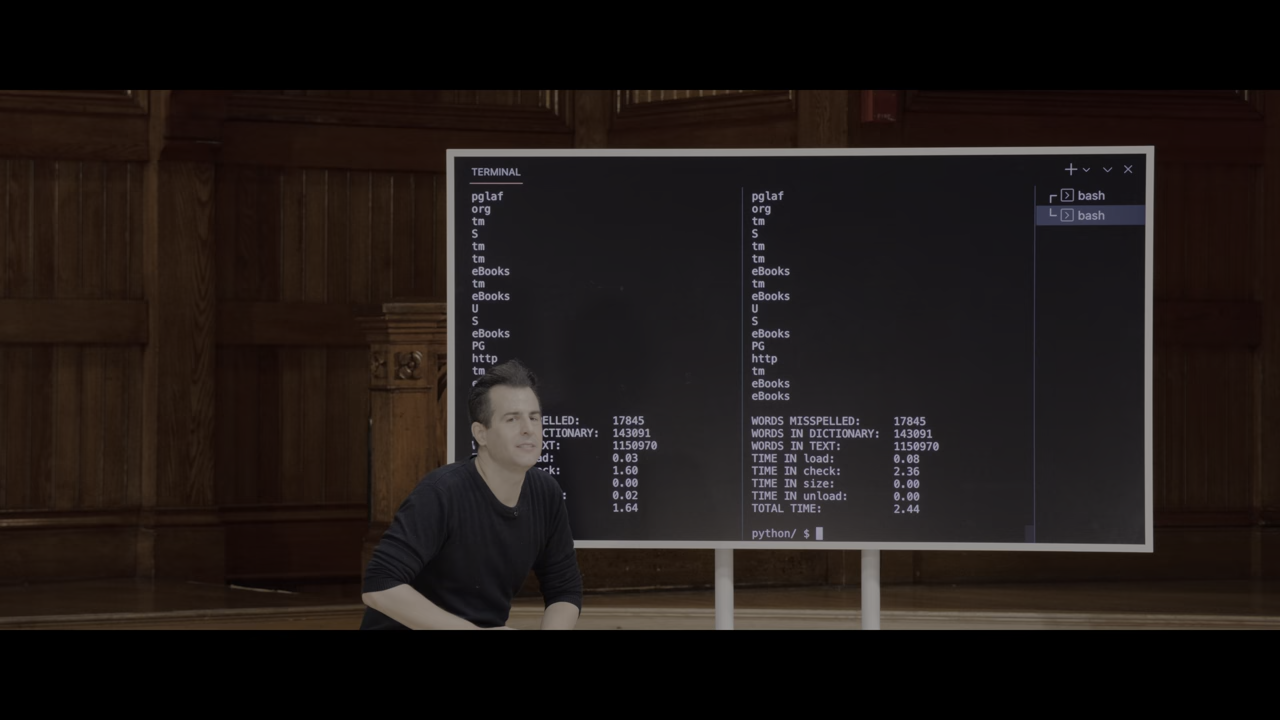 TERMINAL
pglaf
org
tm
S
tm
tm
eBooks
tm
eBooks
U
S
eBooks
PG
http
tm
ELLED: 17845
CTIONARY: 143091
XT: 1150970
ad: 0.03
ck: 1.60
0.00
: 0.02
1.64
pglaf
org
tm
S
tm
tm
eBooks
tm
eBooks
U
S
eBooks
PG
http
tm
eBooks
eBooks
WORDS MISSPELLED: 17845
WORDS IN DICTIONARY: 143091
WORDS IN TEXT: 1150970
TIME IN load: 0.08
TIME IN check: 2.36
TIME IN size: 0.00
TIME IN unload: 0.00
TOTAL TIME: 2.44
python/ $
bash
bash